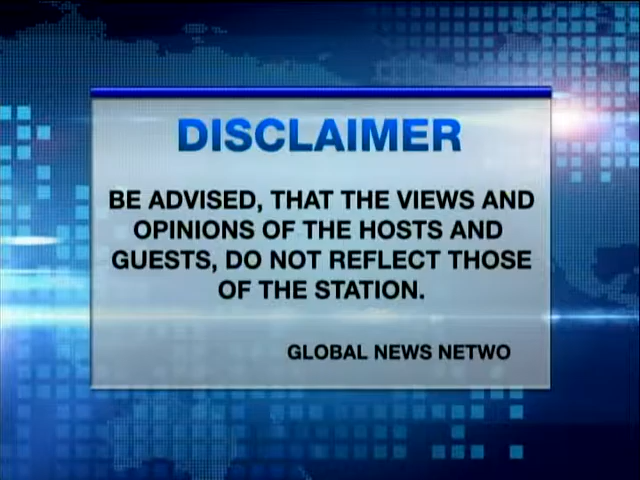 DISCLAIMER
BE ADVISED, THAT THE VIEWS AND
OPINIONS OF THE HOSTS AND
GUESTS, DO NOT REFLECT THOSE
OF THE STATION.
GLOBAL NEWS NETWO